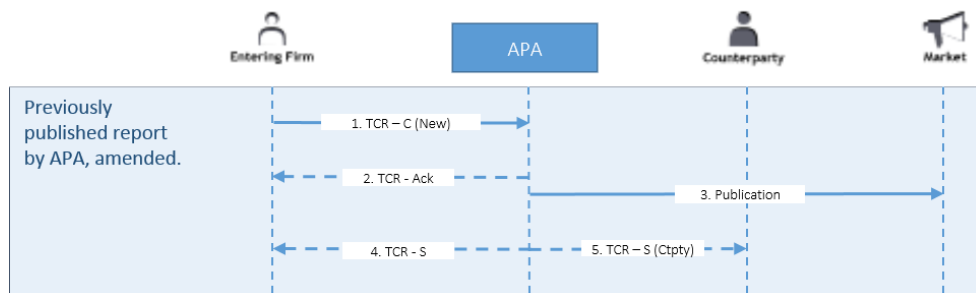 Entering Firm
APA
Counterparty
Market
Previously
published report
by APA, amended.
1. TCR – C (New)
2. TCR - Ack
3. Publication
4. TCR - S
5. TCR – S (Ctpty)